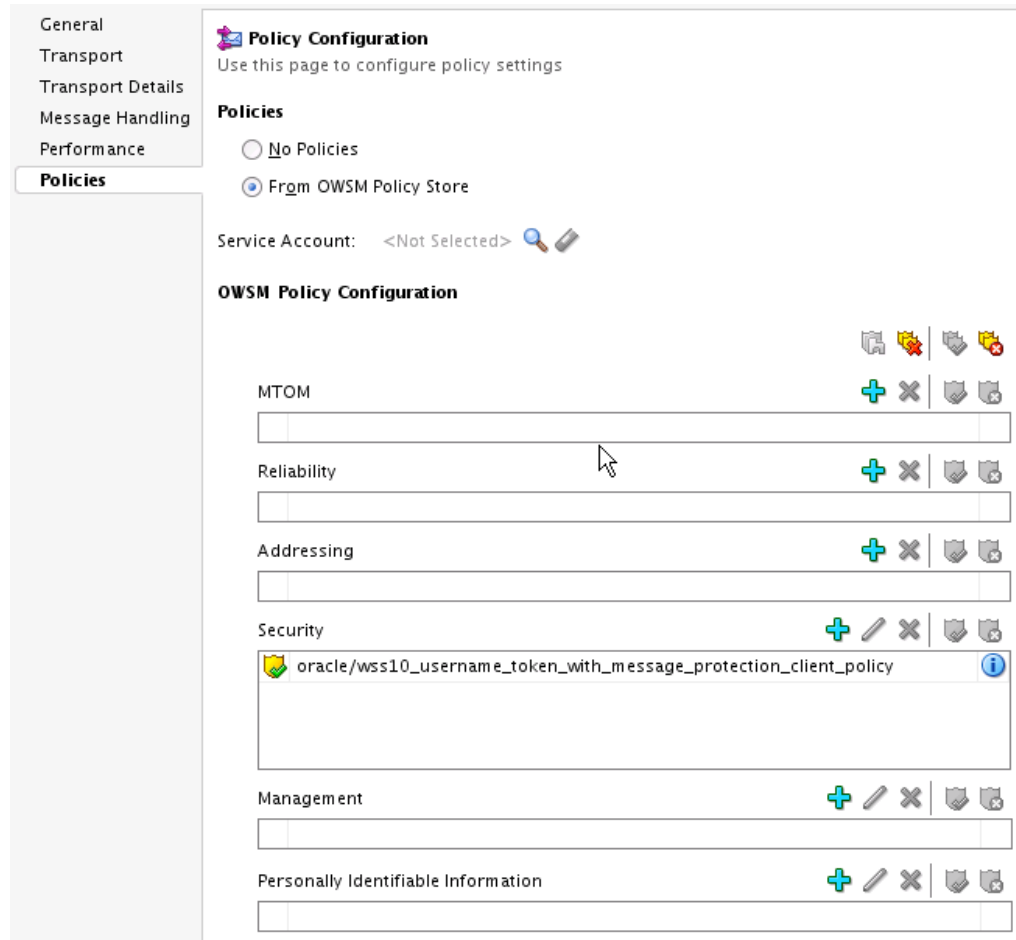 General
Transport
Transport Details
Message Handling
Performance
Policies
Policy Configuration
Use this page to configure policy settings
Policies
No Policies
From OWSM Policy Store
Service Account: <Not Selected>
OWSM Policy Configuration
MTOM
Reliability
Addressing
Security
oracle/wss10_username_token_with_message_protection_client_policy
Management
Personally Identifiable Information